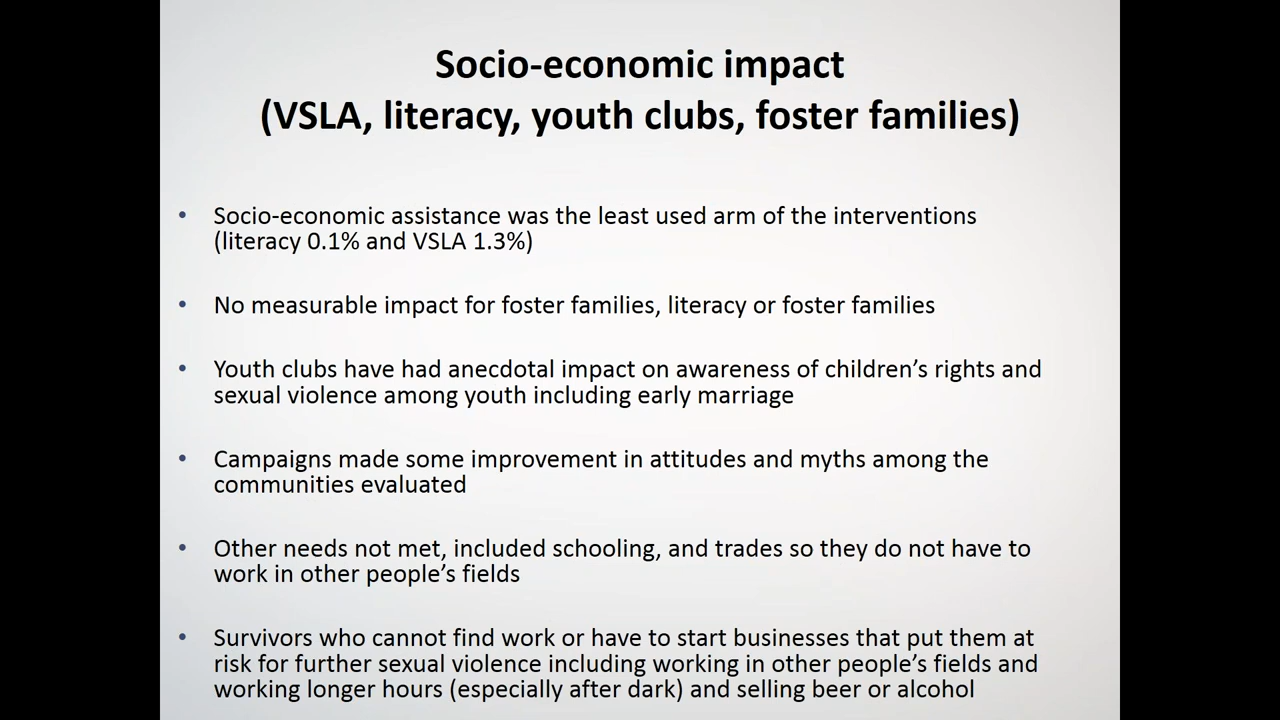 Socio-economic impact
(VSLA, literacy, youth clubs, foster families)
• Socio-economic assistance was the least used arm of the interventions
(literacy 0.1% and VSLA 1.3%)
• No measurable impact for foster families, literacy or foster families
• Youth clubs have had anecdotal impact on awareness of children’s rights and
sexual violence among youth including early marriage
• Campaigns made some improvement in attitudes and myths among the
communities evaluated
• Other needs not met, included schooling, and trades so they do not have to
work in other people’s fields
• Survivors who cannot find work or have to start businesses that put them at
risk for further sexual violence including working in other people’s fields and
working longer hours (especially after dark) and selling beer or alcohol